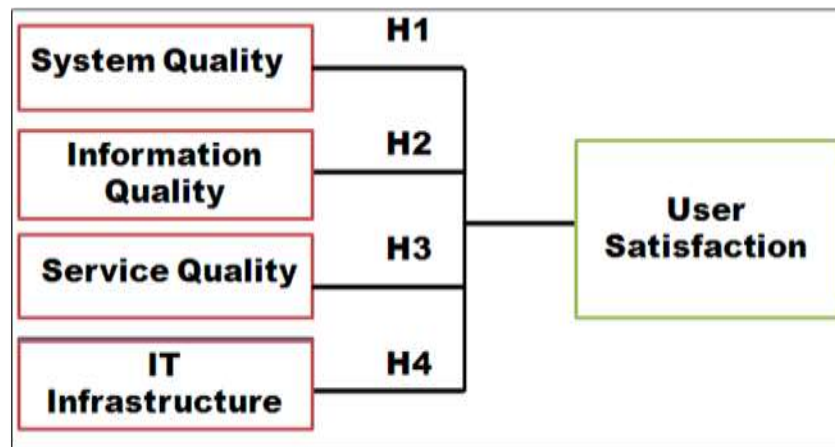 H1
System Quality
H2
Information
Quality
H3
Service Quality
H4
IT
Infrastructure
User
Satisfaction